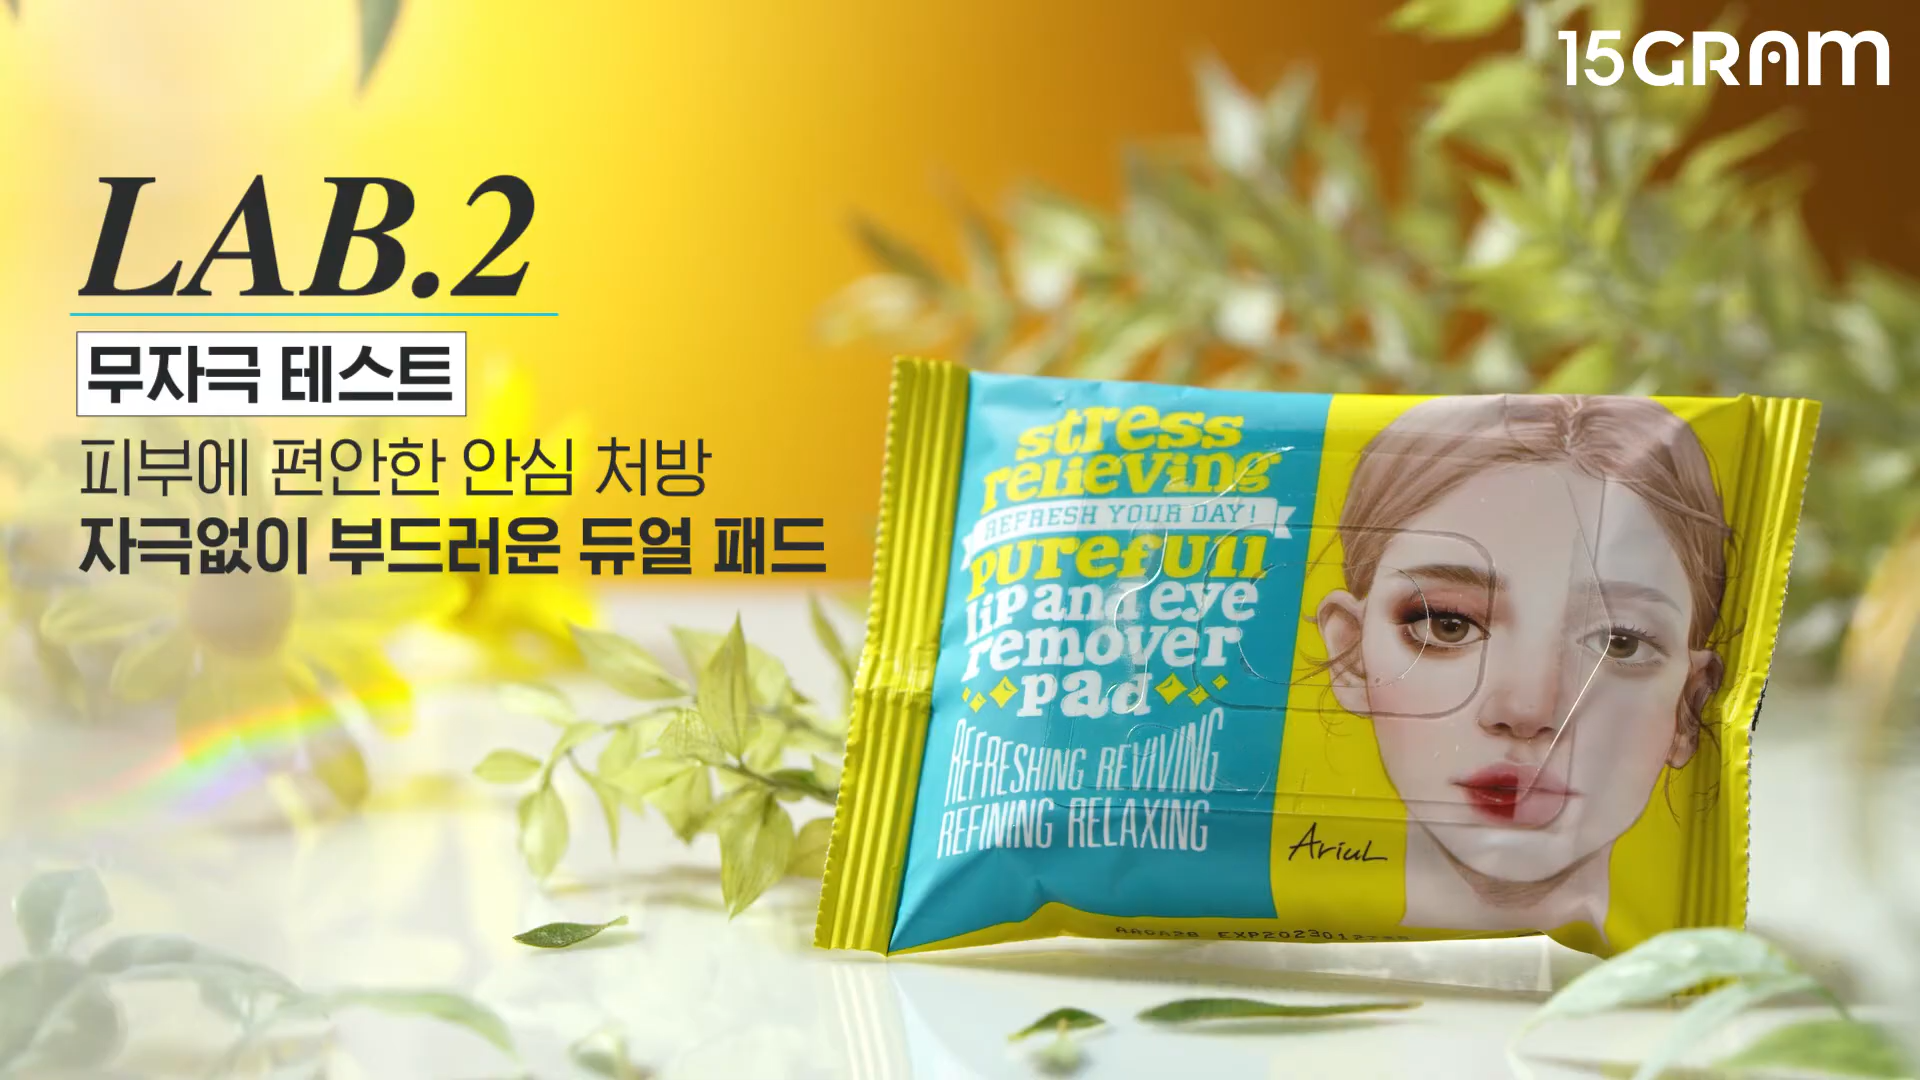 15GRAM
LAB.2
무자극 테스트
피부에 편안한 안심 처방
자극없이 부드러운 듀얼 패드
stress
relieving
REFRESH YOUR DAY!
purefull
lip and eye
remover
pad
REFRESHING REVIVING
REFINING RELAXING
Ariul